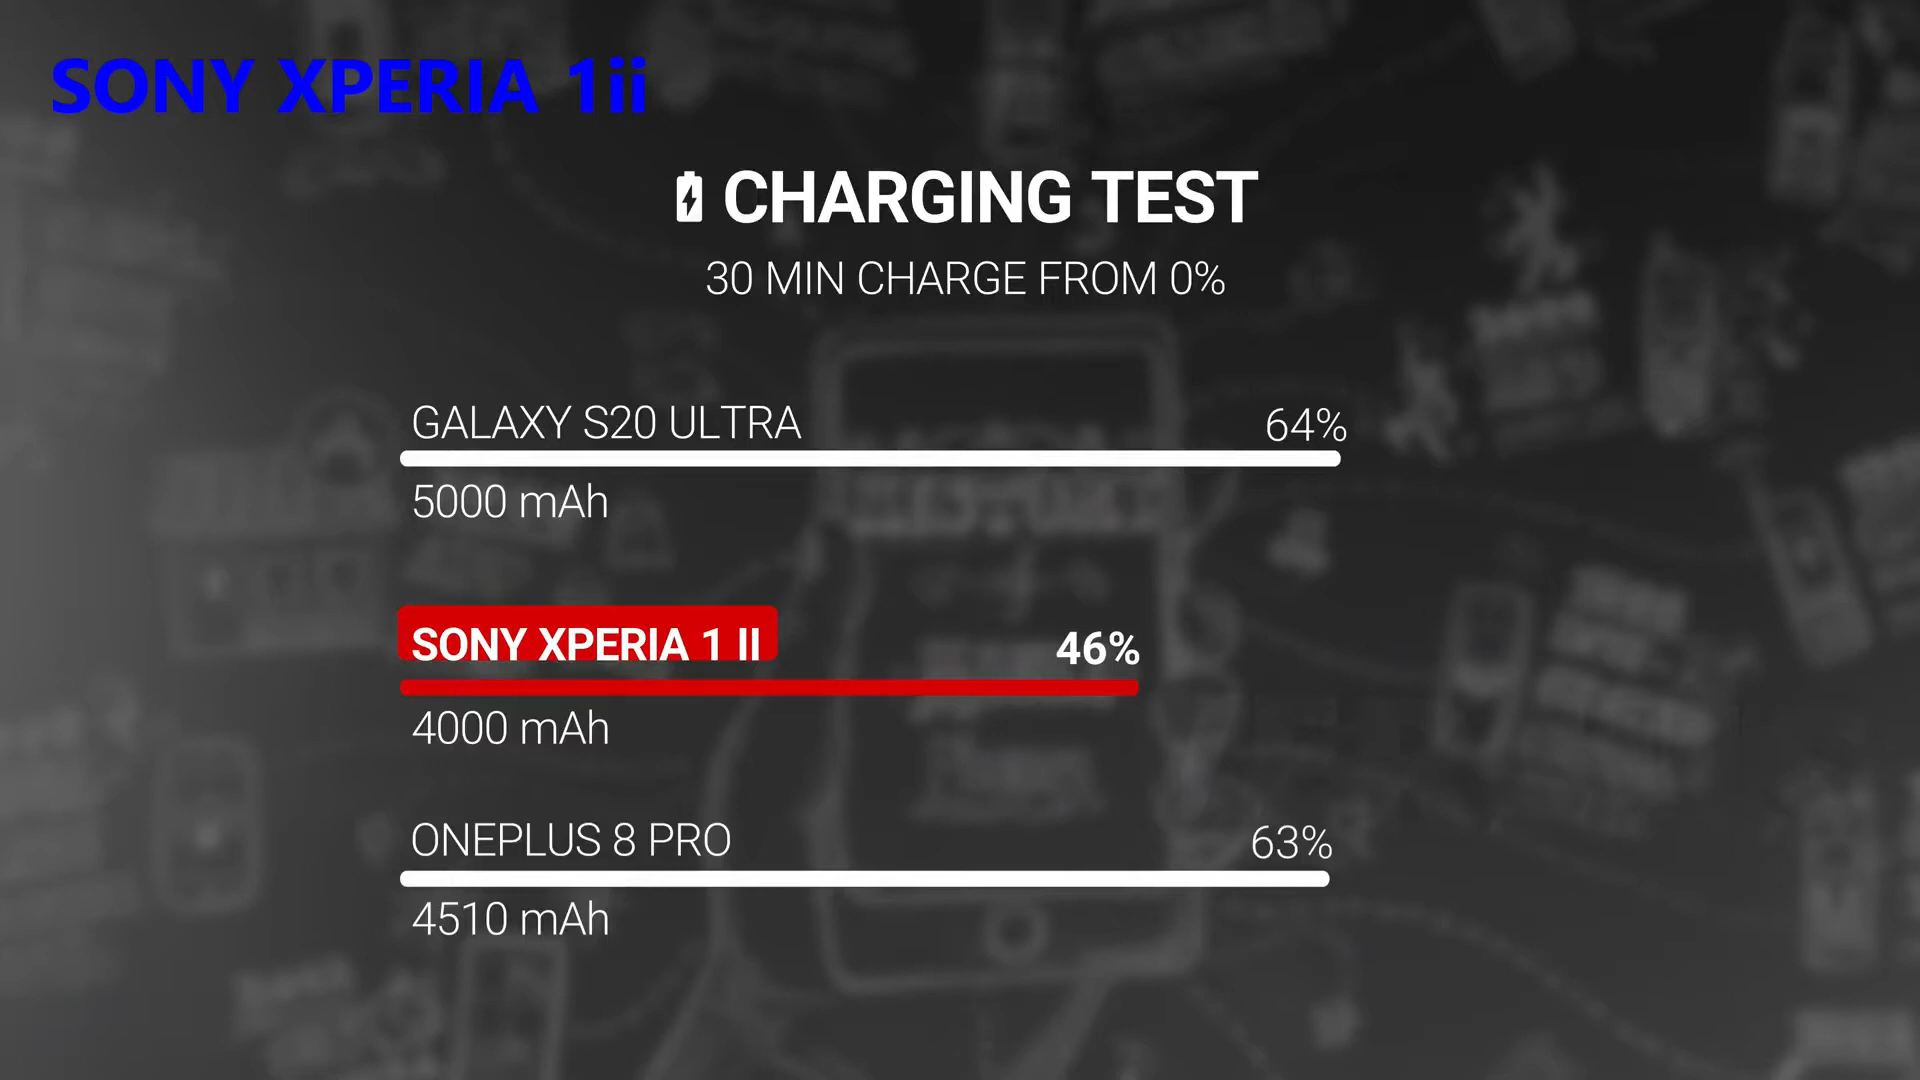 SONY XPERIA 1ii
CHARGING TEST
30 MIN CHARGE FROM 0%
GALAXY S20 ULTRA 64%
5000 mAh
SONY XPERIA 1 II 46%
4000 mAh
ONEPLUS 8 PRO 63%
4510 mAh